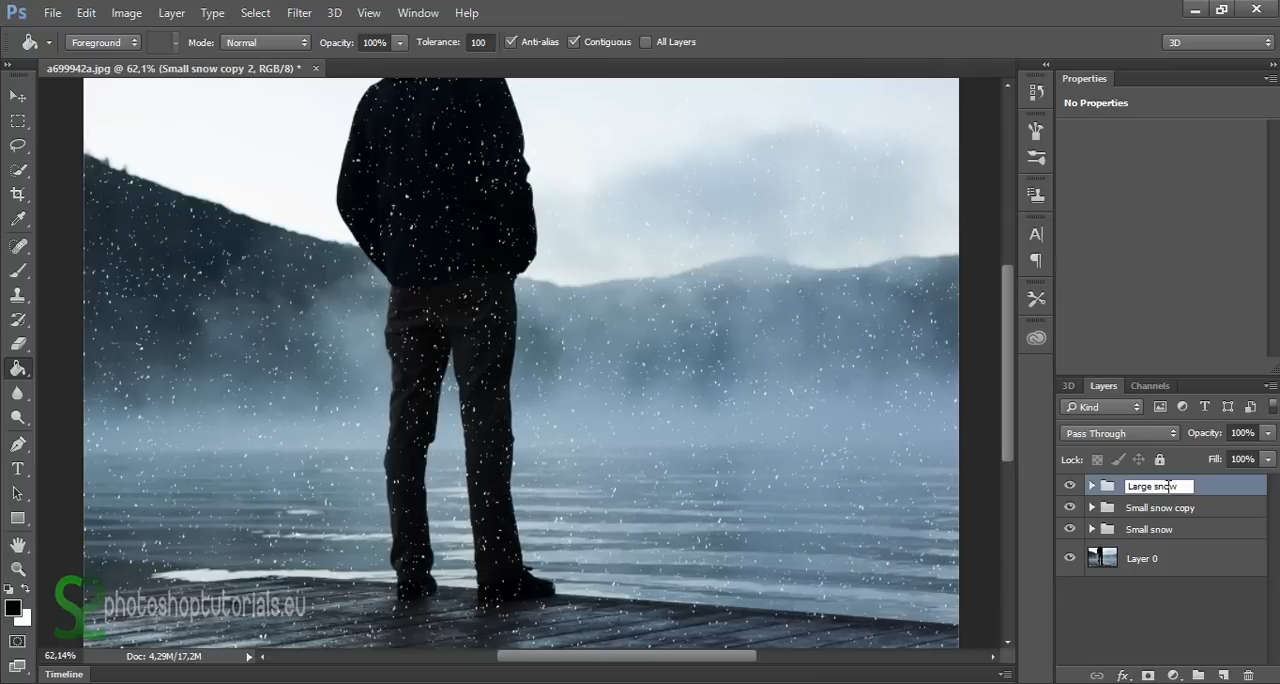 Ps File Edit Image Layer Type Select Filter 3D View Window Help
Foreground Mode: Normal Opacity: 100% Tolerance: 100 Anti-alias Contiguous All Layers 3D
a699942a.jpg @ 62,1% (Small snow copy 2, RGB/8) * ×
Properties
No Properties
3D Layers Channels
Kind
Pass Through Opacity: 100%
Lock: Fill: 100%
Large snow
Small snow copy
Small snow
Layer 0
photoshoptutorials.eu
62,14% Doc: 4,29M/17,2M
Timeline